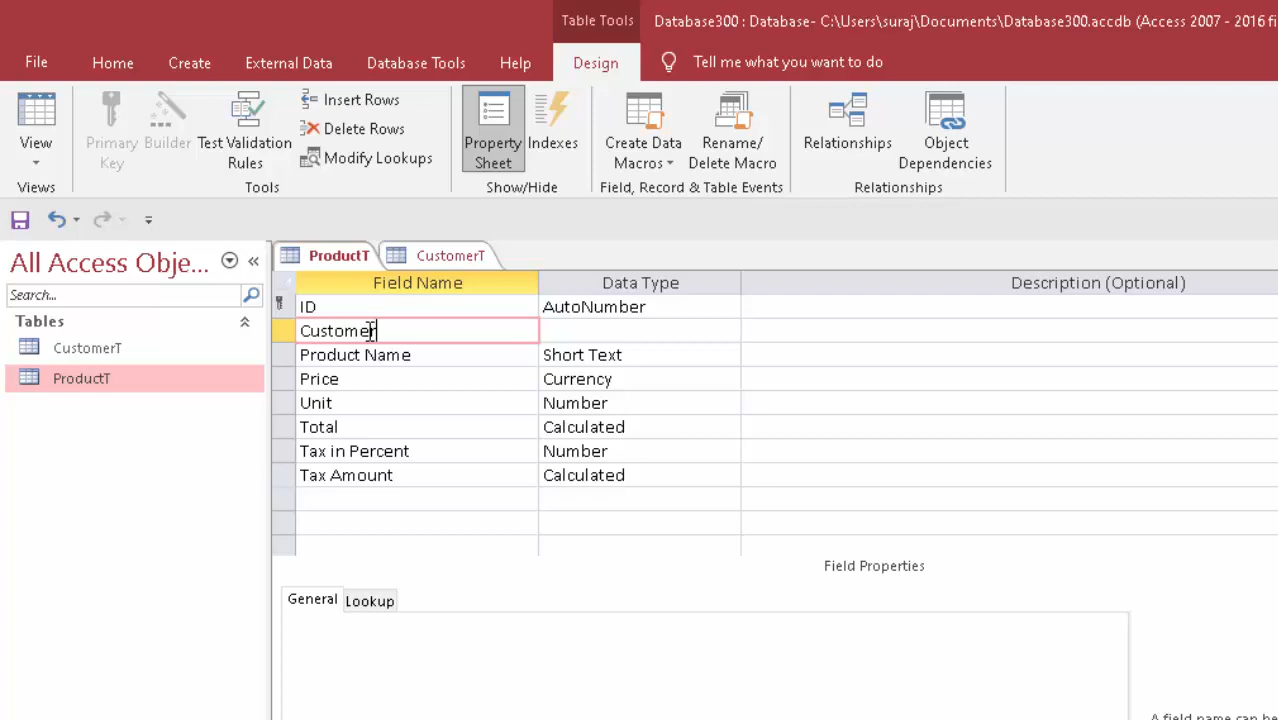 Table Tools
Database300 : Database- C:\Users\suraj\Documents\Database300.accdb (Access 2007 - 2016 fi
File Home Create External Data Database Tools Help Design Tell me what you want to do
View
Primary Key
Builder
Test Validation Rules
Insert Rows
Delete Rows
Modify Lookups
Property Sheet
Indexes
Create Data Macros
Rename/ Delete Macro
Relationships
Object Dependencies
Views Tools Show/Hide Field, Record & Table Events Relationships
All Access Obje...
Search...
Tables
CustomerT
ProductT
ProductT CustomerT
Field Name Data Type Description (Optional)
ID AutoNumber
Customer
Product Name Short Text
Price Currency
Unit Number
Total Calculated
Tax in Percent Number
Tax Amount Calculated
Field Properties
General Lookup
A field name can be